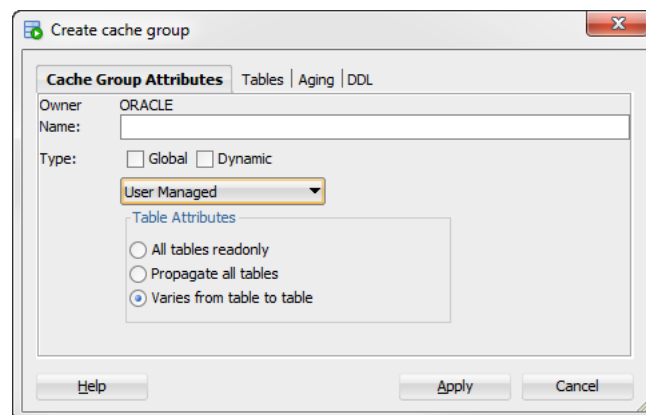 Create cache group
Cache Group Attributes Tables Aging DDL
Owner ORACLE
Name:
Type: Global Dynamic
User Managed
Table Attributes
All tables readonly
Propagate all tables
Varies from table to table
Help Apply Cancel